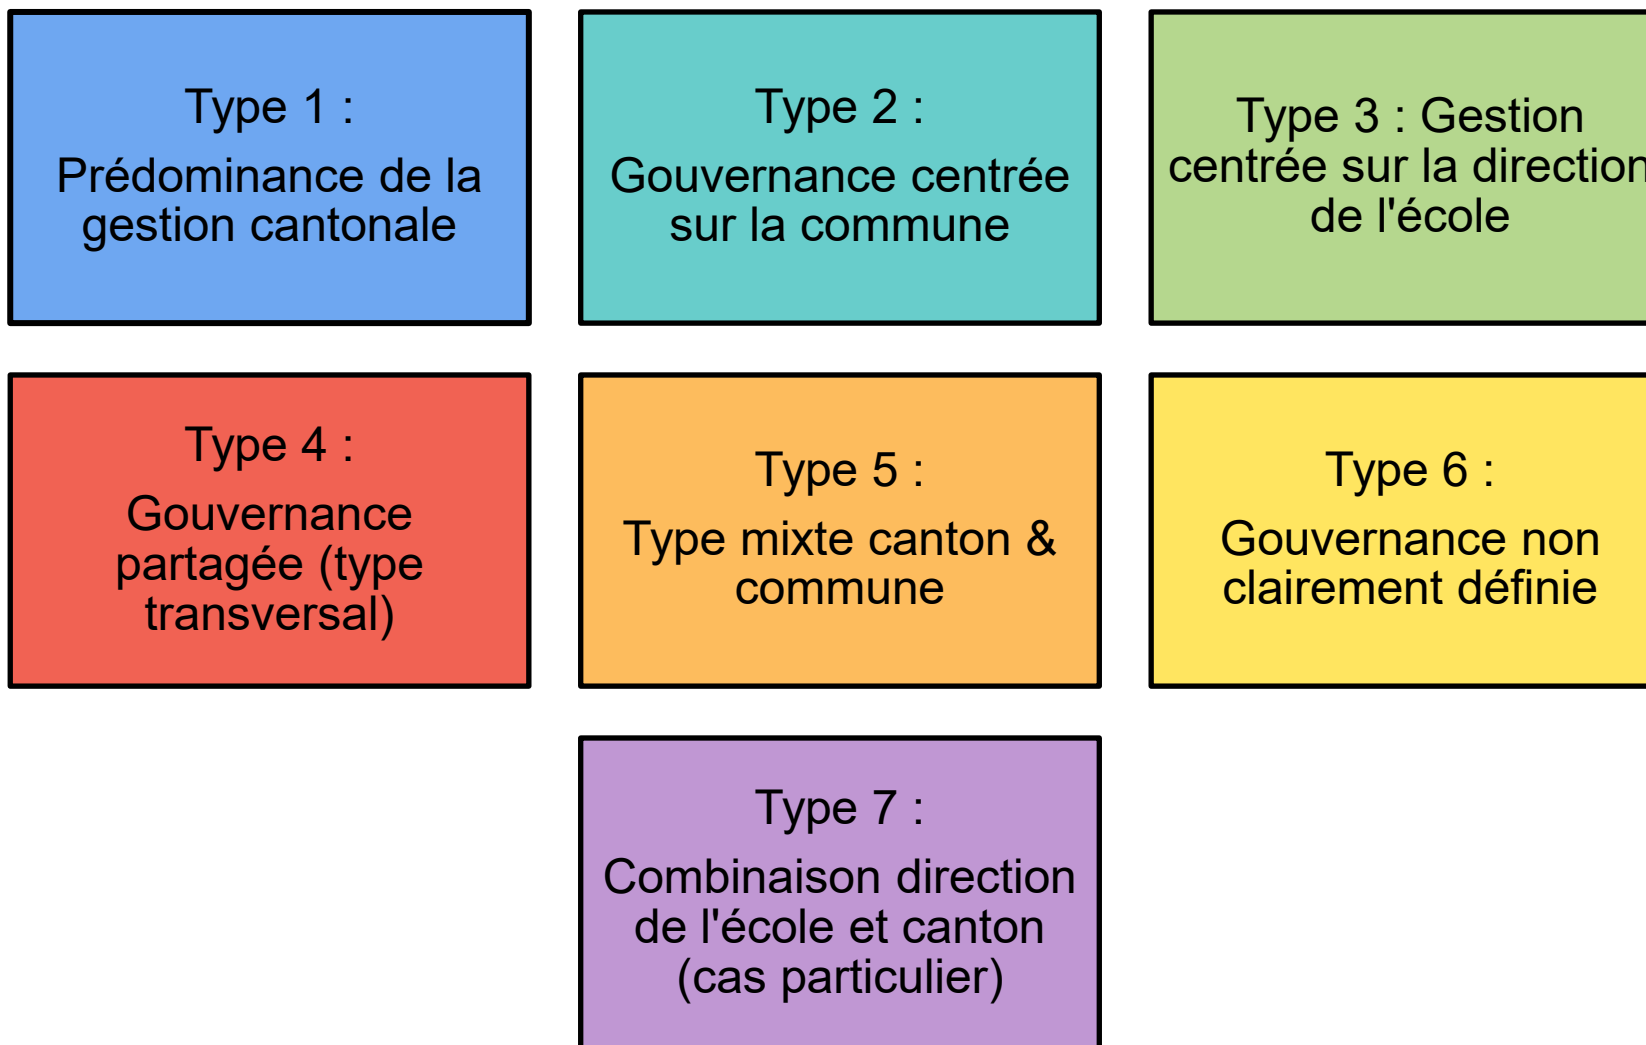 Type 1 :
Prédominance de la
gestion cantonale
Type 2 :
Gouvernance centrée
sur la commune
Type 3 : Gestion
centrée sur la direction
de l'école
Type 4 :
Gouvernance
partagée (type
transversal)
Type 5 :
Type mixte canton &
commune
Type 6 :
Gouvernance non
clairement définie
Type 7 :
Combinaison direction
de l'école et canton
(cas particulier)